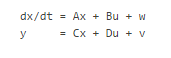 dx/dt = Ax + Bu + w
y     = Cx + Du + v